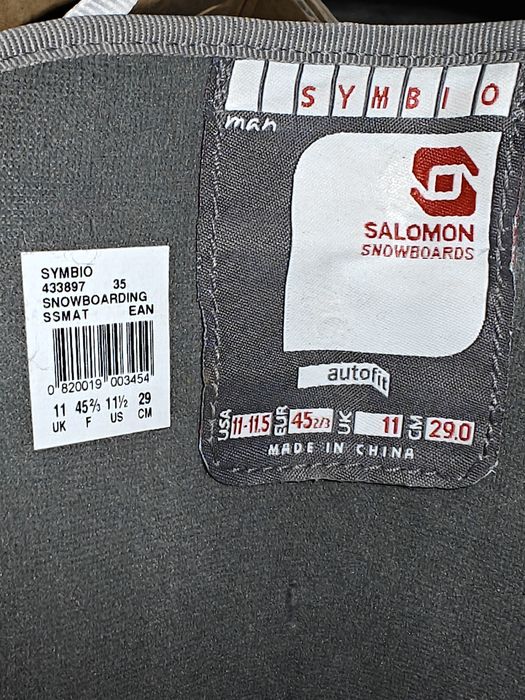 SYMBIO
man
SALOMON
SNOWBOARDS
autofit
USA 11-11.5 EUR 45 2/3 UK 11 CM 29.0
MADE IN CHINA
SYMBIO
433897 35
SNOWBOARDING
SSMAT EAN
0 820019 003454
11 45⅔ 11½ 29
UK F US CM